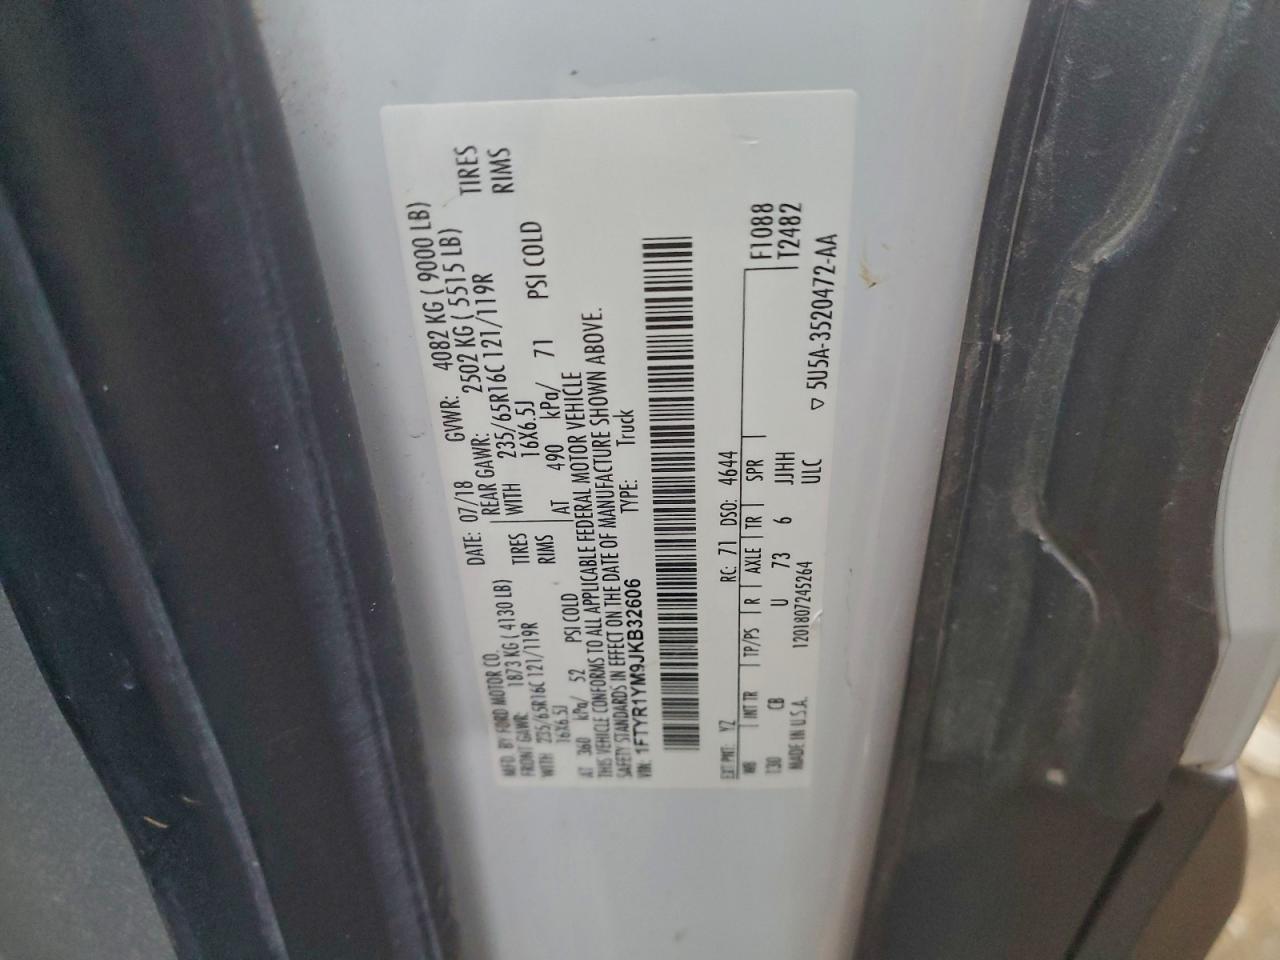 MFD. BY FORD MOTOR CO.
DATE: 07/18 GVWR: 4082 KG ( 9000 LB)
FRONT GAWR: 1873 KG ( 4130 LB) REAR GAWR: 2502 KG ( 5515 LB)
WITH 235/65R16C 121/119R TIRES WITH 235/65R16C 121/119R TIRES
16X6.5J RIMS 16X6.5J RIMS
AT 360 kPa/ 52 PSI COLD AT 490 kPa/ 71 PSI COLD
THIS VEHICLE CONFORMS TO ALL APPLICABLE FEDERAL MOTOR VEHICLE
SAFETY STANDARDS IN EFFECT ON THE DATE OF MANUFACTURE SHOWN ABOVE.
VIN: 1FTYR1YM9JKB32606 TYPE: Truck
EXT PNT: YZ RC: 71 DSO: 4644 F1088
WB INT TR TP/PS R AXLE TR SPR T2482
130 CB U 73 6 JJHH
ULC
MADE IN U.S.A. 1201807245264 5U5A-3520472-AA